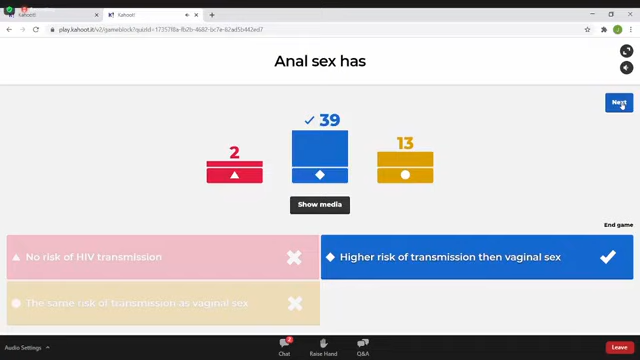 Kahoot!
Kahoot!
play.kahoot.it/v2/gameblock?quizId=17257f8a-fb2b-4682-bc7e-62ad5b442ed7
Anal sex has
Next
2
39
13
Show media
End game
No risk of HIV transmission
Higher risk of transmission then vaginal sex
The same risk of transmission as vaginal sex
Audio Settings
2
Chat
Raise Hand
Q&A
Leave